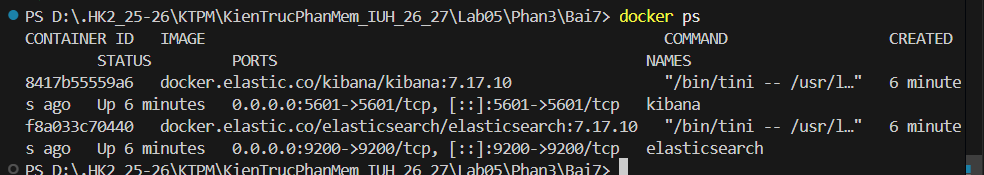 PS D:\.HK2_25-26\KTPM\KienTrucPhanMem_IUH_26_27\Lab05\Phan3\Bai7> docker ps
CONTAINER ID   IMAGE                                                  COMMAND                  CREATED
         STATUS         PORTS                                         NAMES
8417b55559a6   docker.elastic.co/kibana/kibana:7.17.10                "/bin/tini -- /usr/l…"   6 minute
s ago   Up 6 minutes   0.0.0.0:5601->5601/tcp, [::]:5601->5601/tcp   kibana
f8a033c70440   docker.elastic.co/elasticsearch/elasticsearch:7.17.10   "/bin/tini -- /usr/l…"   6 minute
s ago   Up 6 minutes   0.0.0.0:9200->9200/tcp, [::]:9200->9200/tcp   elasticsearch
PS D:\.HK2_25-26\KTPM\KienTrucPhanMem_IUH_26_27\Lab05\Phan3\Bai7>